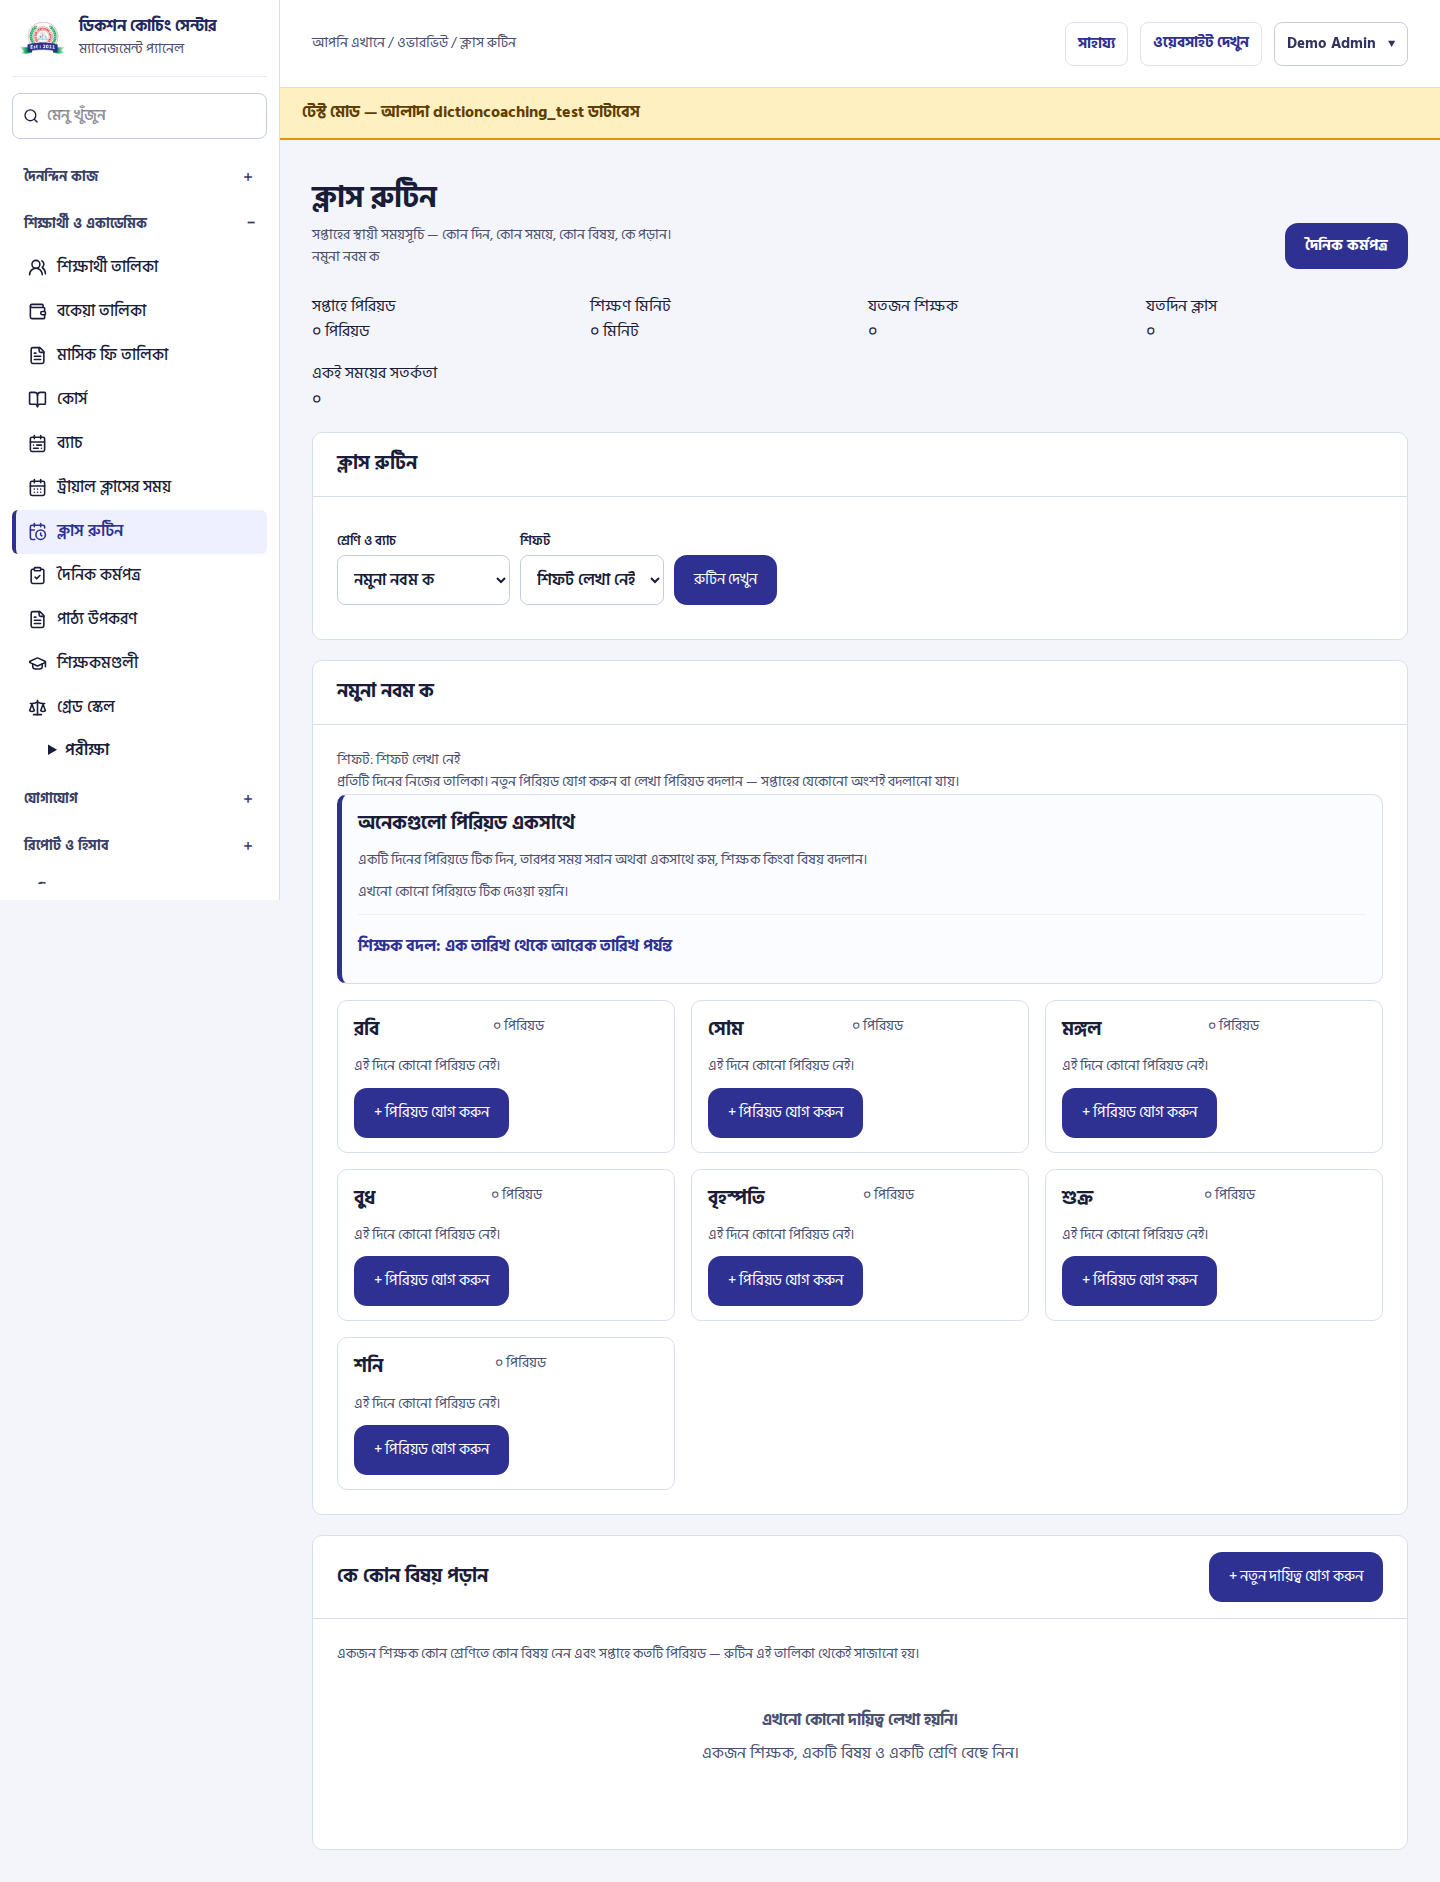 ডিকশন কোচিং সেন্টার
ম্যানেজমেন্ট প্যানেল
মেনু খুঁজুন
দৈনন্দিন কাজ +
শিক্ষার্থী ও একাডেমিক −
শিক্ষার্থী তালিকা
বকেয়া তালিকা
মাসিক ফি তালিকা
কোর্স
ব্যাচ
ট্রায়াল ক্লাসের সময়
ক্লাস রুটিন
দৈনিক কর্মপত্র
পাঠ্য উপকরণ
শিক্ষকমণ্ডলী
গ্রেড স্কেল
▶ পরীক্ষা
যোগাযোগ +
রিপোর্ট ও হিসাব +
আপনি এখানে / ওভারভিউ / ক্লাস রুটিন
সাহায্য
ওয়েবসাইট দেখুন
Demo Admin ▼
টেস্ট মোড — আলাদা dictioncoaching_test ডাটাবেস
ক্লাস রুটিন
সপ্তাহের স্থায়ী সময়সূচি — কোন দিন, কোন সময়ে, কোন বিষয়, কে পড়ান।
নমুনা নবম ক
দৈনিক কর্মপত্র
সপ্তাহে পিরিয়ড
০ পিরিয়ড
শিক্ষণ মিনিট
০ মিনিট
যতজন শিক্ষক
০
যতদিন ক্লাস
০
একই সময়ের সতর্কতা
০
ক্লাস রুটিন
শ্রেণি ও ব্যাচ
নমুনা নবম ক
শিফট
শিফট লেখা নেই
রুটিন দেখুন
নমুনা নবম ক
শিফট: শিফট লেখা নেই
প্রতিটি দিনের নিজের তালিকা। নতুন পিরিয়ড যোগ করুন বা লেখা পিরিয়ড বদলান — সপ্তাহের যেকোনো অংশই বদলানো যায়।
অনেকগুলো পিরিয়ড একসাথে
একটি দিনের পিরিয়ডে টিক দিন, তারপর সময় সরান অথবা একসাথে রুম, শিক্ষক কিংবা বিষয় বদলান।
এখনো কোনো পিরিয়ডে টিক দেওয়া হয়নি।
শিক্ষক বদল: এক তারিখ থেকে আরেক তারিখ পর্যন্ত
রবি ০ পিরিয়ড
এই দিনে কোনো পিরিয়ড নেই।
+ পিরিয়ড যোগ করুন
সোম ০ পিরিয়ড
এই দিনে কোনো পিরিয়ড নেই।
+ পিরিয়ড যোগ করুন
মঙ্গল ০ পিরিয়ড
এই দিনে কোনো পিরিয়ড নেই।
+ পিরিয়ড যোগ করুন
বুধ ০ পিরিয়ড
এই দিনে কোনো পিরিয়ড নেই।
+ পিরিয়ড যোগ করুন
বৃহস্পতি ০ পিরিয়ড
এই দিনে কোনো পিরিয়ড নেই।
+ পিরিয়ড যোগ করুন
শুক্র ০ পিরিয়ড
এই দিনে কোনো পিরিয়ড নেই।
+ পিরিয়ড যোগ করুন
শনি ০ পিরিয়ড
এই দিনে কোনো পিরিয়ড নেই।
+ পিরিয়ড যোগ করুন
কে কোন বিষয় পড়ান
+ নতুন দায়িত্ব যোগ করুন
একজন শিক্ষক কোন শ্রেণিতে কোন বিষয় নেন এবং সপ্তাহে কতটি পিরিয়ড — রুটিন এই তালিকা থেকেই সাজানো হয়।
এখনো কোনো দায়িত্ব লেখা হয়নি।
একজন শিক্ষক, একটি বিষয় ও একটি শ্রেণি বেছে নিন।